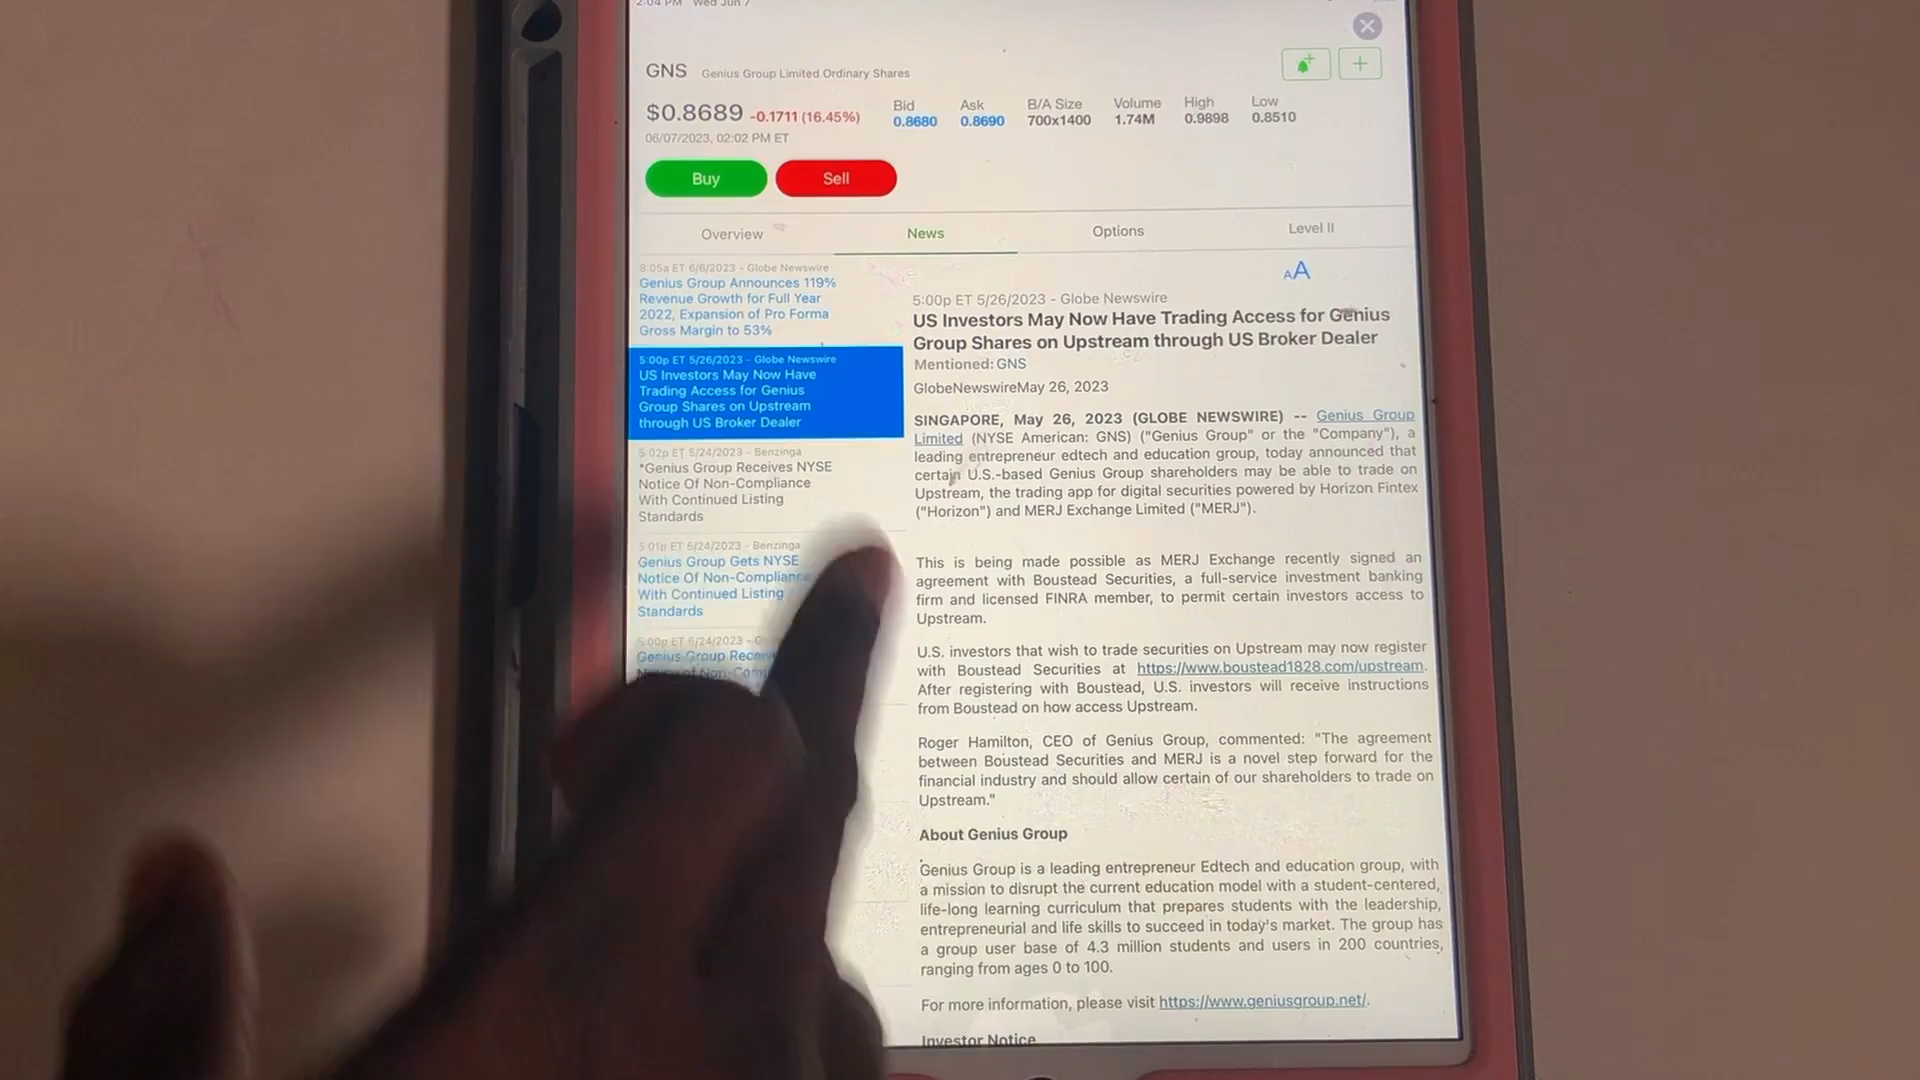 2:04 PM Wed Jun 7
GNS Genius Group Limited Ordinary Shares
$0.8689 -0.1711 (16.45%)
06/07/2023, 02:02 PM ET
Bid
0.8680
Ask
0.8690
B/A Size
700x1400
Volume
1.74M
High
0.9898
Low
0.8510
Buy
Sell
Overview
News
Options
Level II
8:05a ET 6/6/2023 - Globe Newswire
Genius Group Announces 119%
Revenue Growth for Full Year
2022, Expansion of Pro Forma
Gross Margin to 53%
5:00p ET 5/26/2023 - Globe Newswire
US Investors May Now Have
Trading Access for Genius
Group Shares on Upstream
through US Broker Dealer
5:02p ET 5/24/2023 - Benzinga
*Genius Group Receives NYSE
Notice Of Non-Compliance
With Continued Listing
Standards
5:01p ET 5/24/2023 - Benzinga
Genius Group Gets NYSE
Notice Of Non-Compliance
With Continued Listing
Standards
5:00p ET 5/24/2023 -
Genius Group
Notice of
AA
5:00p ET 5/26/2023 - Globe Newswire
US Investors May Now Have Trading Access for Genius
Group Shares on Upstream through US Broker Dealer
Mentioned: GNS
GlobeNewswireMay 26, 2023
SINGAPORE, May 26, 2023 (GLOBE NEWSWIRE) -- Genius Group
Limited (NYSE American: GNS) ("Genius Group" or the "Company"), a
leading entrepreneur edtech and education group, today announced that
certain U.S.-based Genius Group shareholders may be able to trade on
Upstream, the trading app for digital securities powered by Horizon Fintex
("Horizon") and MERJ Exchange Limited ("MERJ").
This is being made possible as MERJ Exchange recently signed an
agreement with Boustead Securities, a full-service investment banking
firm and licensed FINRA member, to permit certain investors access to
Upstream.
U.S. investors that wish to trade securities on Upstream may now register
with Boustead Securities at https://www.boustead1828.com/upstream.
After registering with Boustead, U.S. investors will receive instructions
from Boustead on how access Upstream.
Roger Hamilton, CEO of Genius Group, commented: "The agreement
between Boustead Securities and MERJ is a novel step forward for the
financial industry and should allow certain of our shareholders to trade on
Upstream."
About Genius Group
Genius Group is a leading entrepreneur Edtech and education group, with
a mission to disrupt the current education model with a student-centered,
life-long learning curriculum that prepares students with the leadership,
entrepreneurial and life skills to succeed in today's market. The group has
a group user base of 4.3 million students and users in 200 countries,
ranging from ages 0 to 100.
For more information, please visit https://www.geniusgroup.net/.
Investor Notice